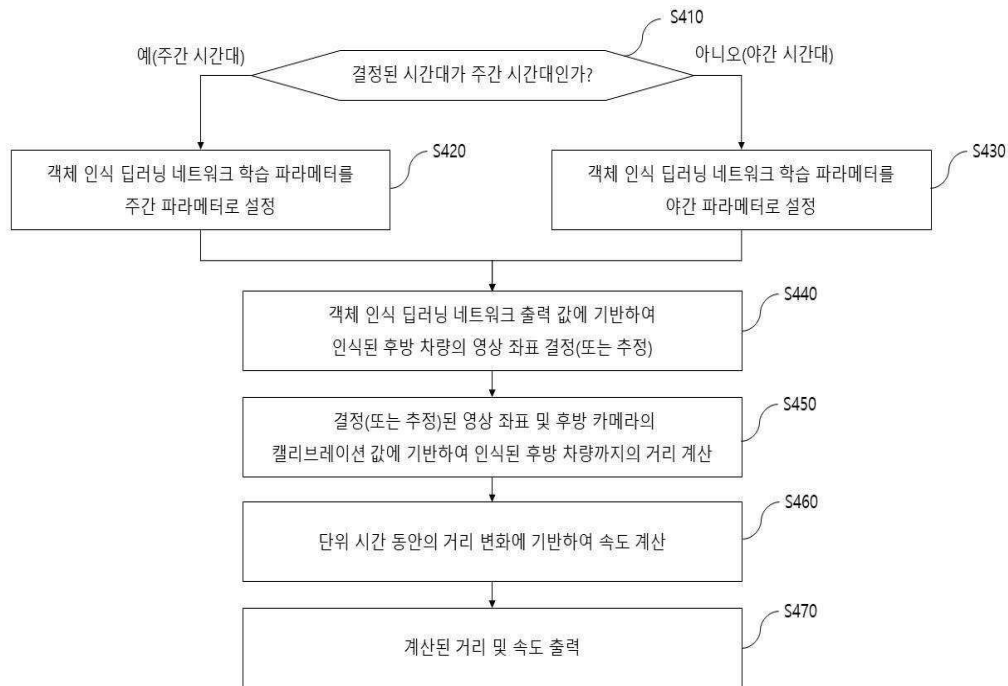 S410
예(주간 시간대)
아니오(야간 시간대)
결정된 시간대가 주간 시간대인가?
S420
객체 인식 딥러닝 네트워크 학습 파라메터를
주간 파라메터로 설정
S430
객체 인식 딥러닝 네트워크 학습 파라메터를
야간 파라메터로 설정
S440
객체 인식 딥러닝 네트워크 출력 값에 기반하여
인식된 후방 차량의 영상 좌표 결정(또는 추정)
S450
결정(또는 추정)된 영상 좌표 및 후방 카메라의
캘리브레이션 값에 기반하여 인식된 후방 차량까지의 거리 계산
S460
단위 시간 동안의 거리 변화에 기반하여 속도 계산
S470
계산된 거리 및 속도 출력